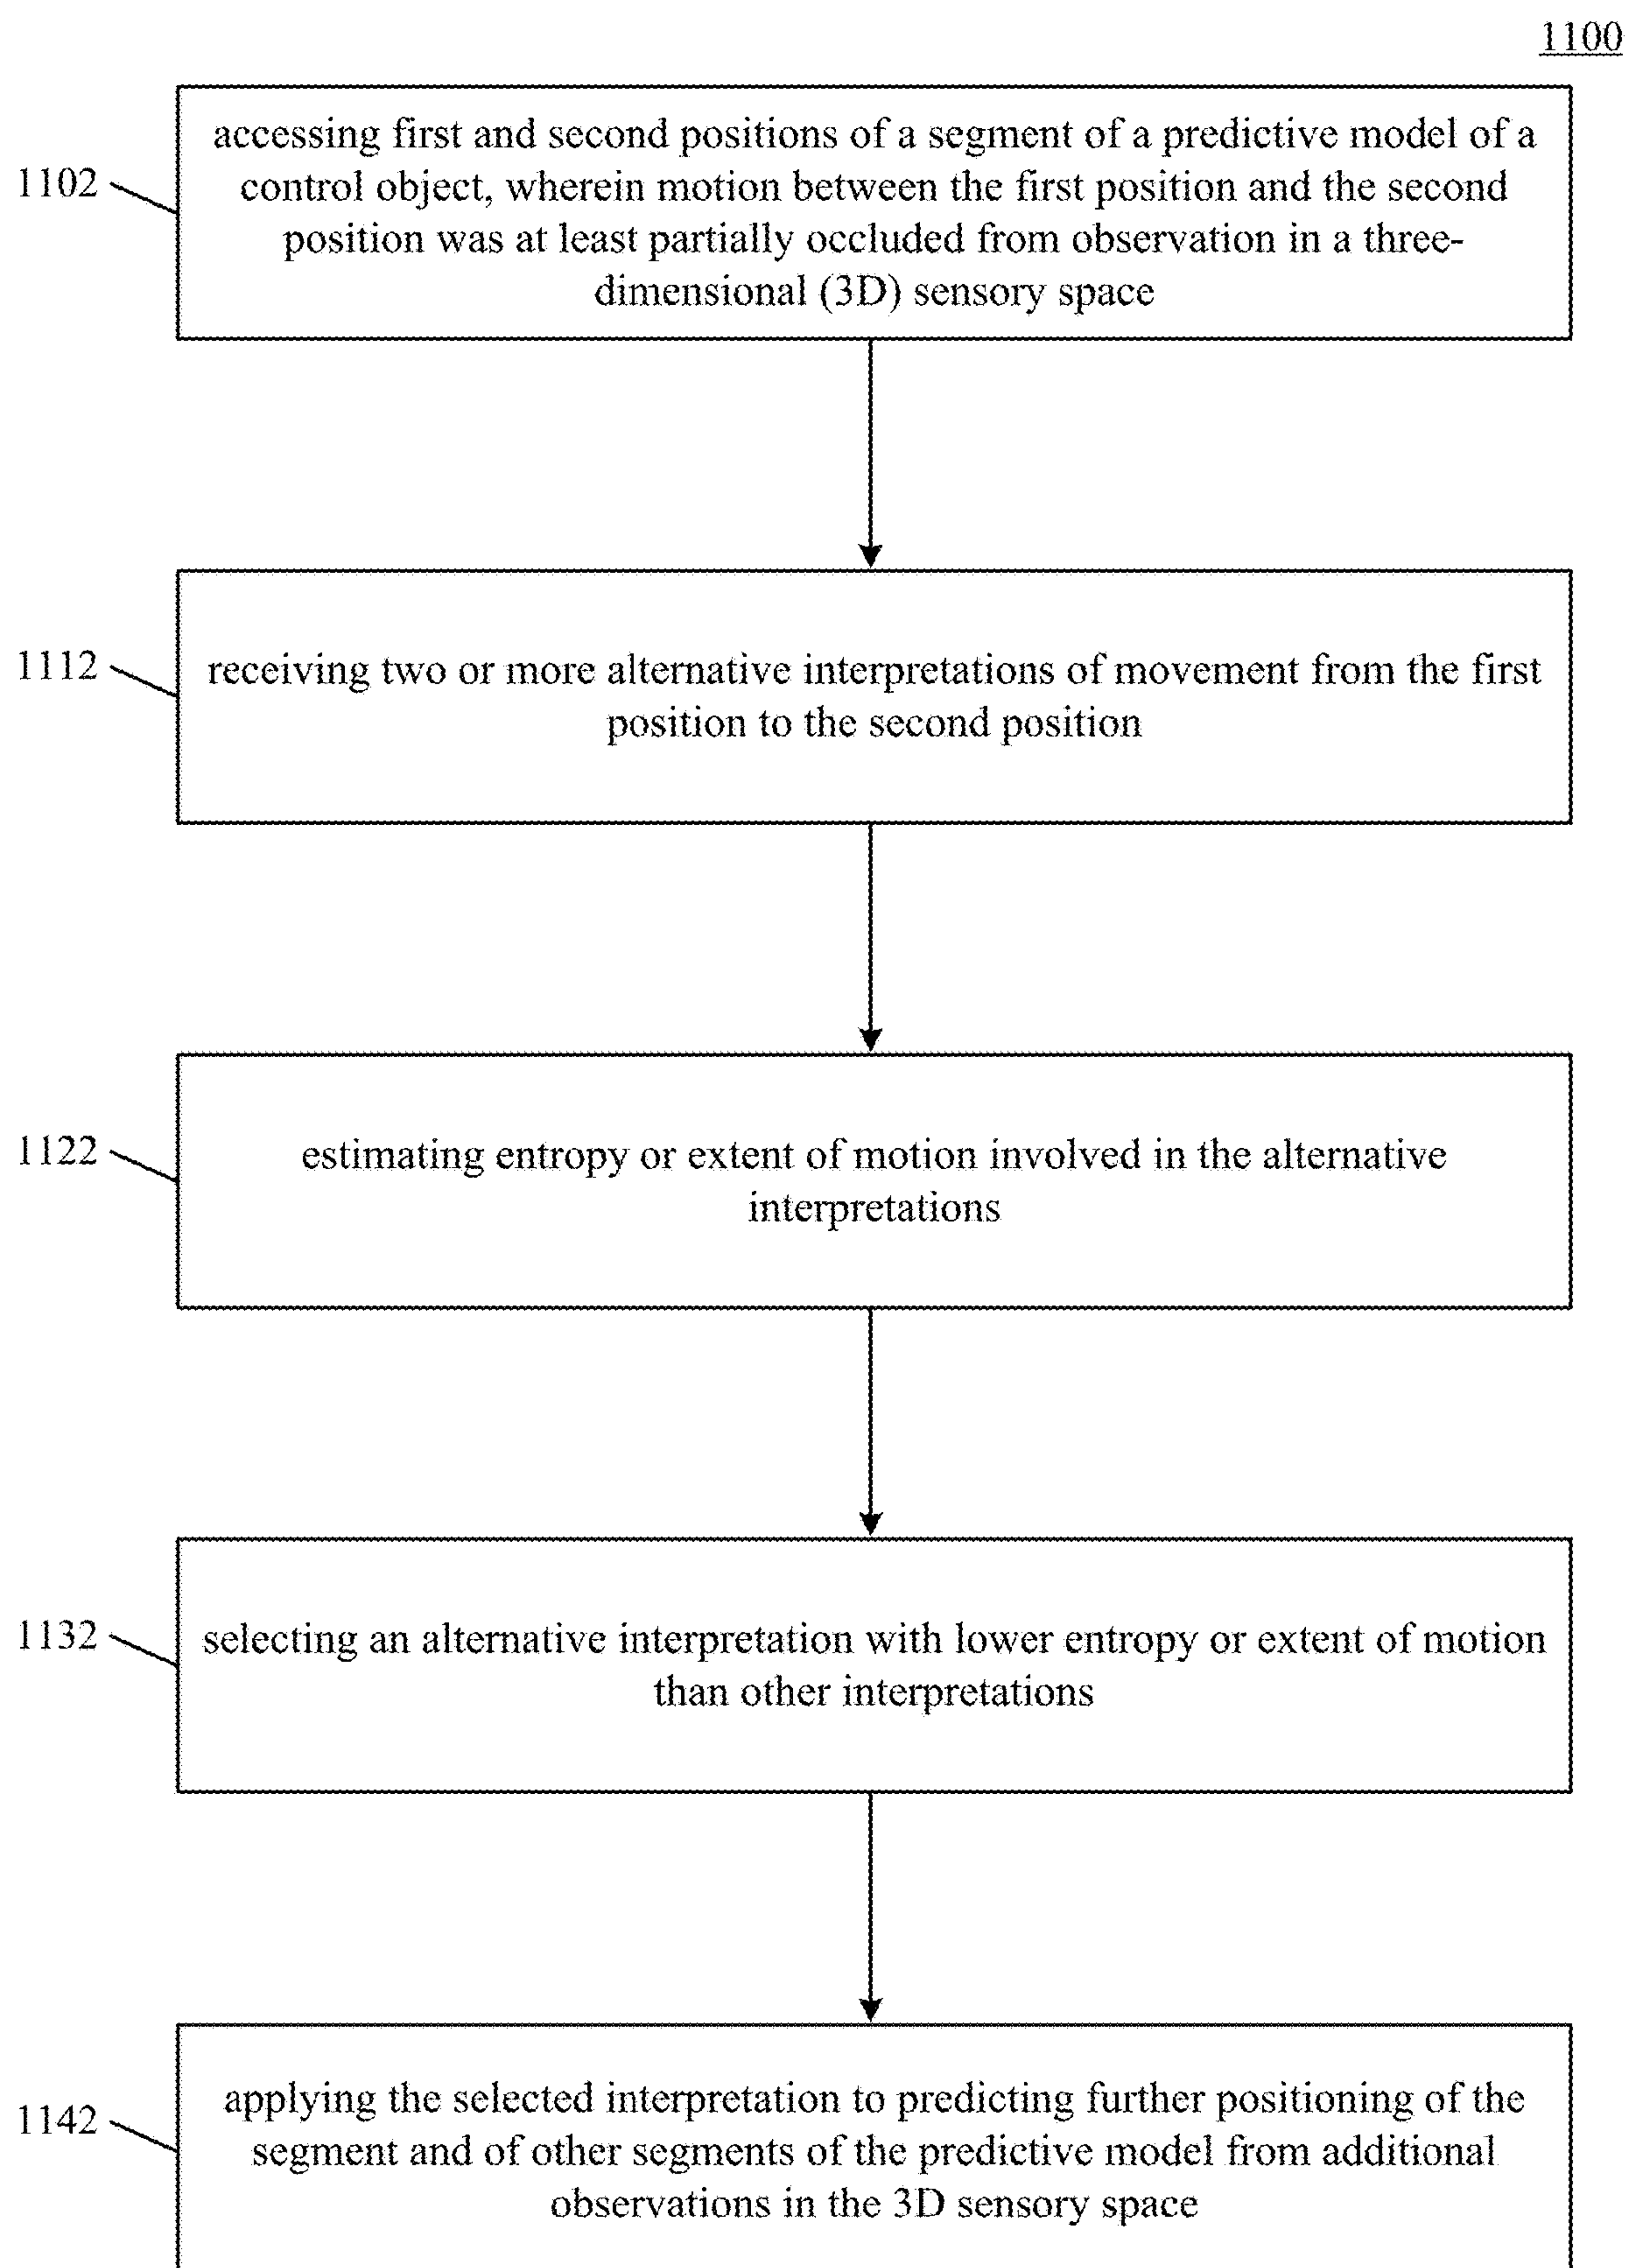 1100
1102
accessing first and second positions of a segment of a predictive model of a
control object, wherein motion between the first position and the second
position was at least partially occluded from observation in a three-
dimensional (3D) sensory space
1112
receiving two or more alternative interpretations of movement from the first
position to the second position
1122
estimating entropy or extent of motion involved in the alternative
interpretations
1132
selecting an alternative interpretation with lower entropy or extent of motion
than other interpretations
1142
applying the selected interpretation to predicting further positioning of the
segment and of other segments of the predictive model from additional
observations in the 3D sensory space